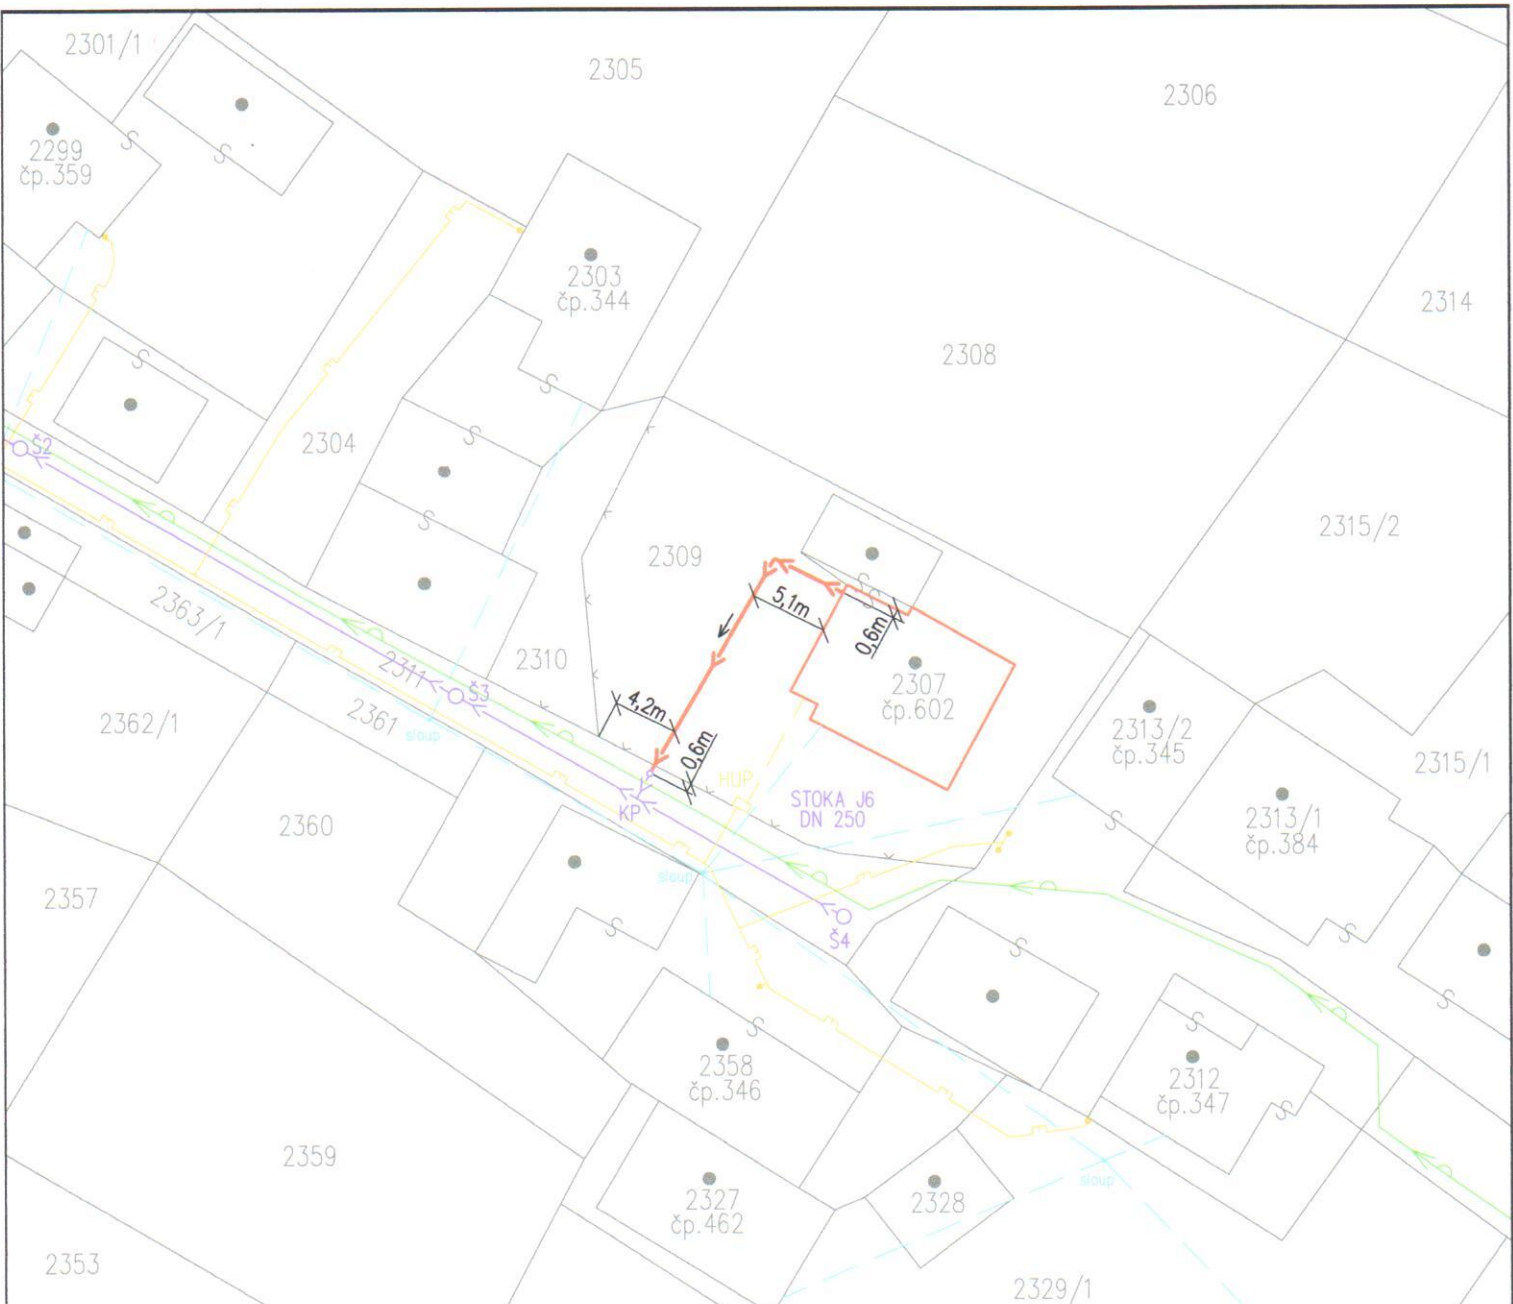 2301/1
2305
2306
2299
čp.359
S
S
2303
čp.344
2314
2308
S
S
2304
S
Š2
S
2315/2
2309
5,1m
S
0,6m
2363/1
2311
2310
Š3
2307
čp.602
4,2m
2362/1
2361
sloup
0,6m
2313/2
čp.345
2315/1
HUP
KP
STOKA J6
DN 250
S
2313/1
čp.384
2360
sloup
2357
S
Š4
S
S
S
S
S
2358
čp.346
2312
čp.347
S
2359
sloup
2327
čp.462
2328
2353
2329/1